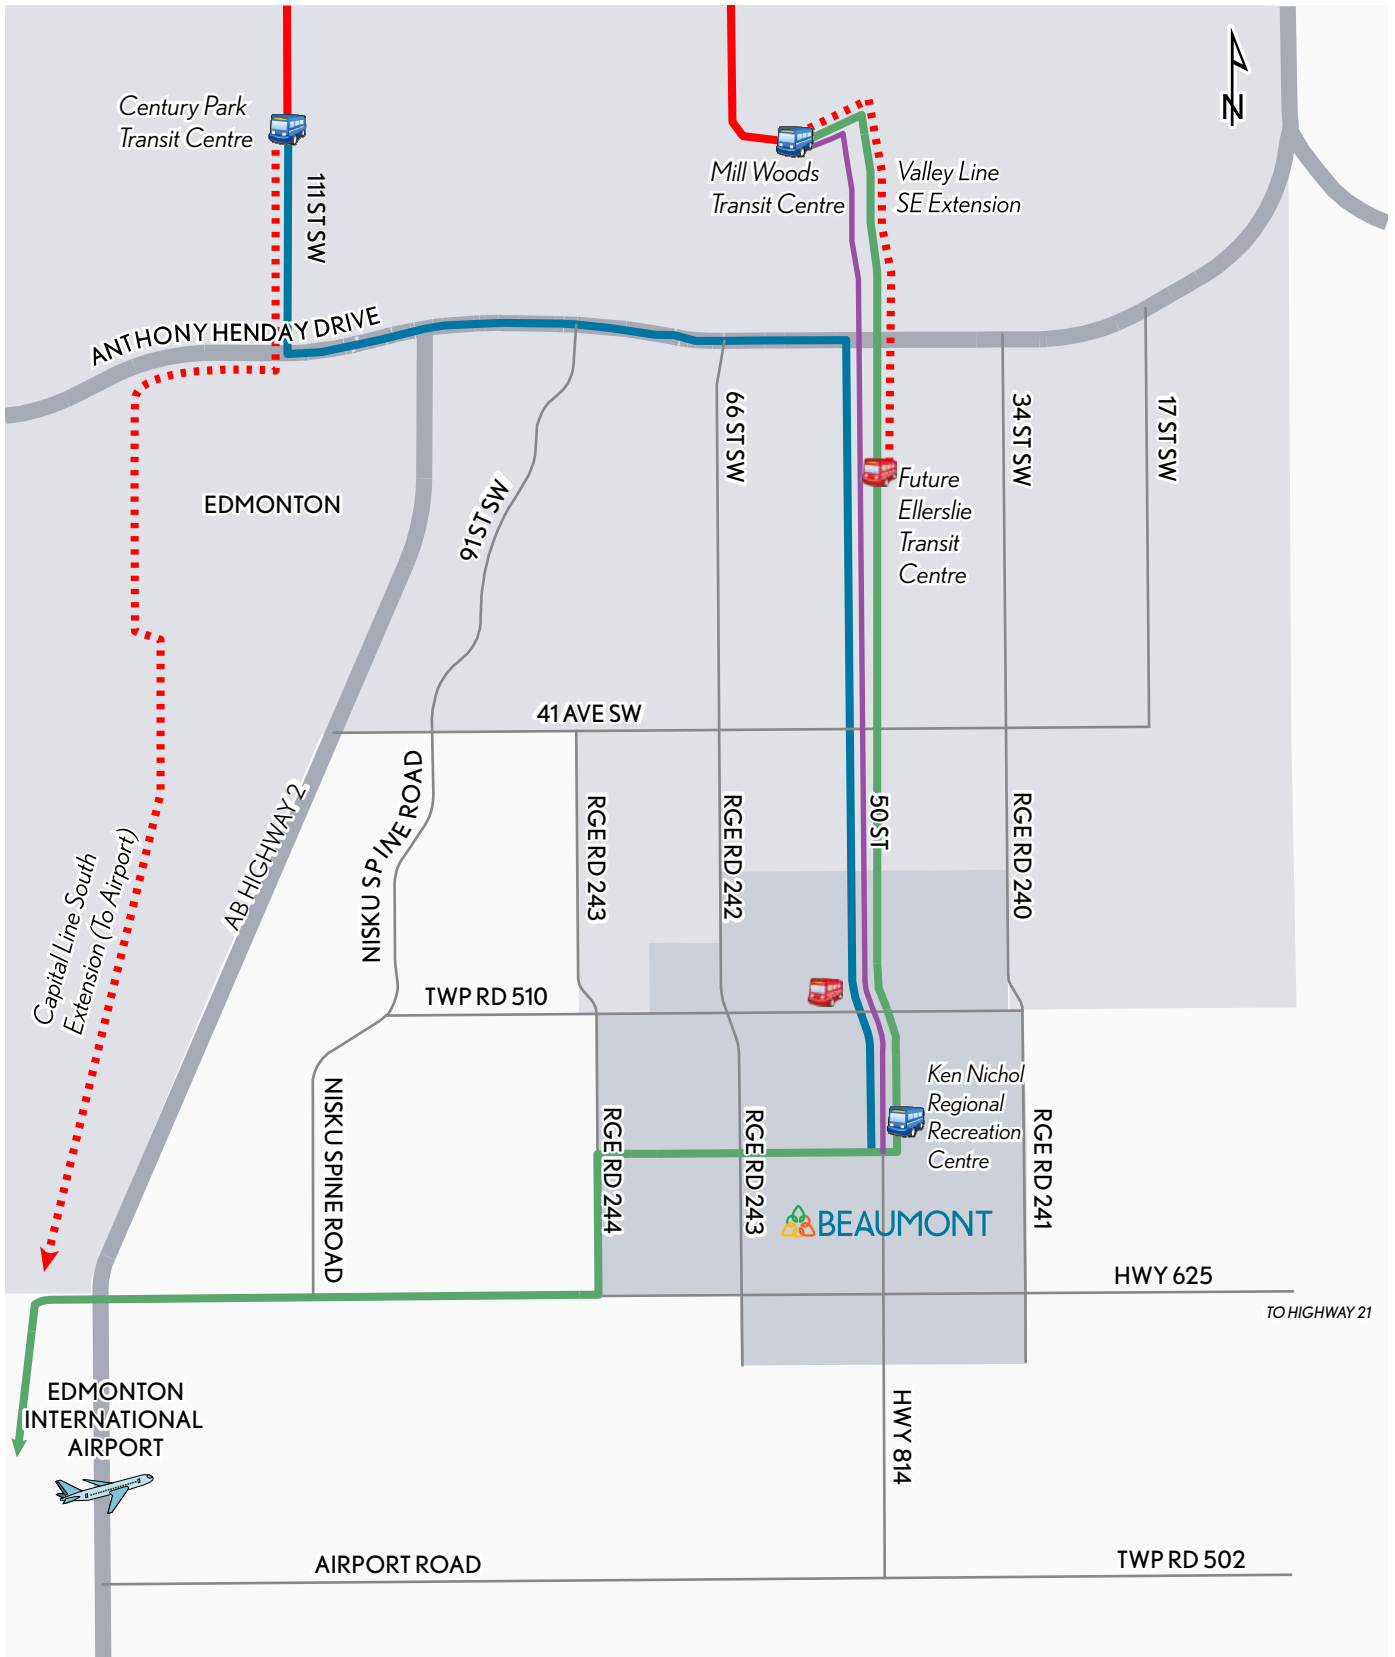 Century Park
Transit Centre
111 ST SW
Mill Woods
Transit Centre
Valley Line
SE Extension
N
ANTHONY HENDAY DRIVE
66 ST SW
34 ST SW
17 ST SW
EDMONTON
91 ST SW
Future
Ellerslie
Transit
Centre
41 AVE SW
NISKU SPINE ROAD
AB HIGHWAY 2
Capital Line South
Extension (To Airport)
RGE RD 243
RGE RD 242
50 ST
RGE RD 240
TWP RD 510
Ken Nichol
Regional
Recreation
Centre
NISKU SPINE ROAD
RGE RD 244
RGE RD 243
RGE RD 241
BEAUMONT
HWY 625
TO HIGHWAY 21
EDMONTON
INTERNATIONAL
AIRPORT
HWY 814
AIRPORT ROAD
TWP RD 502